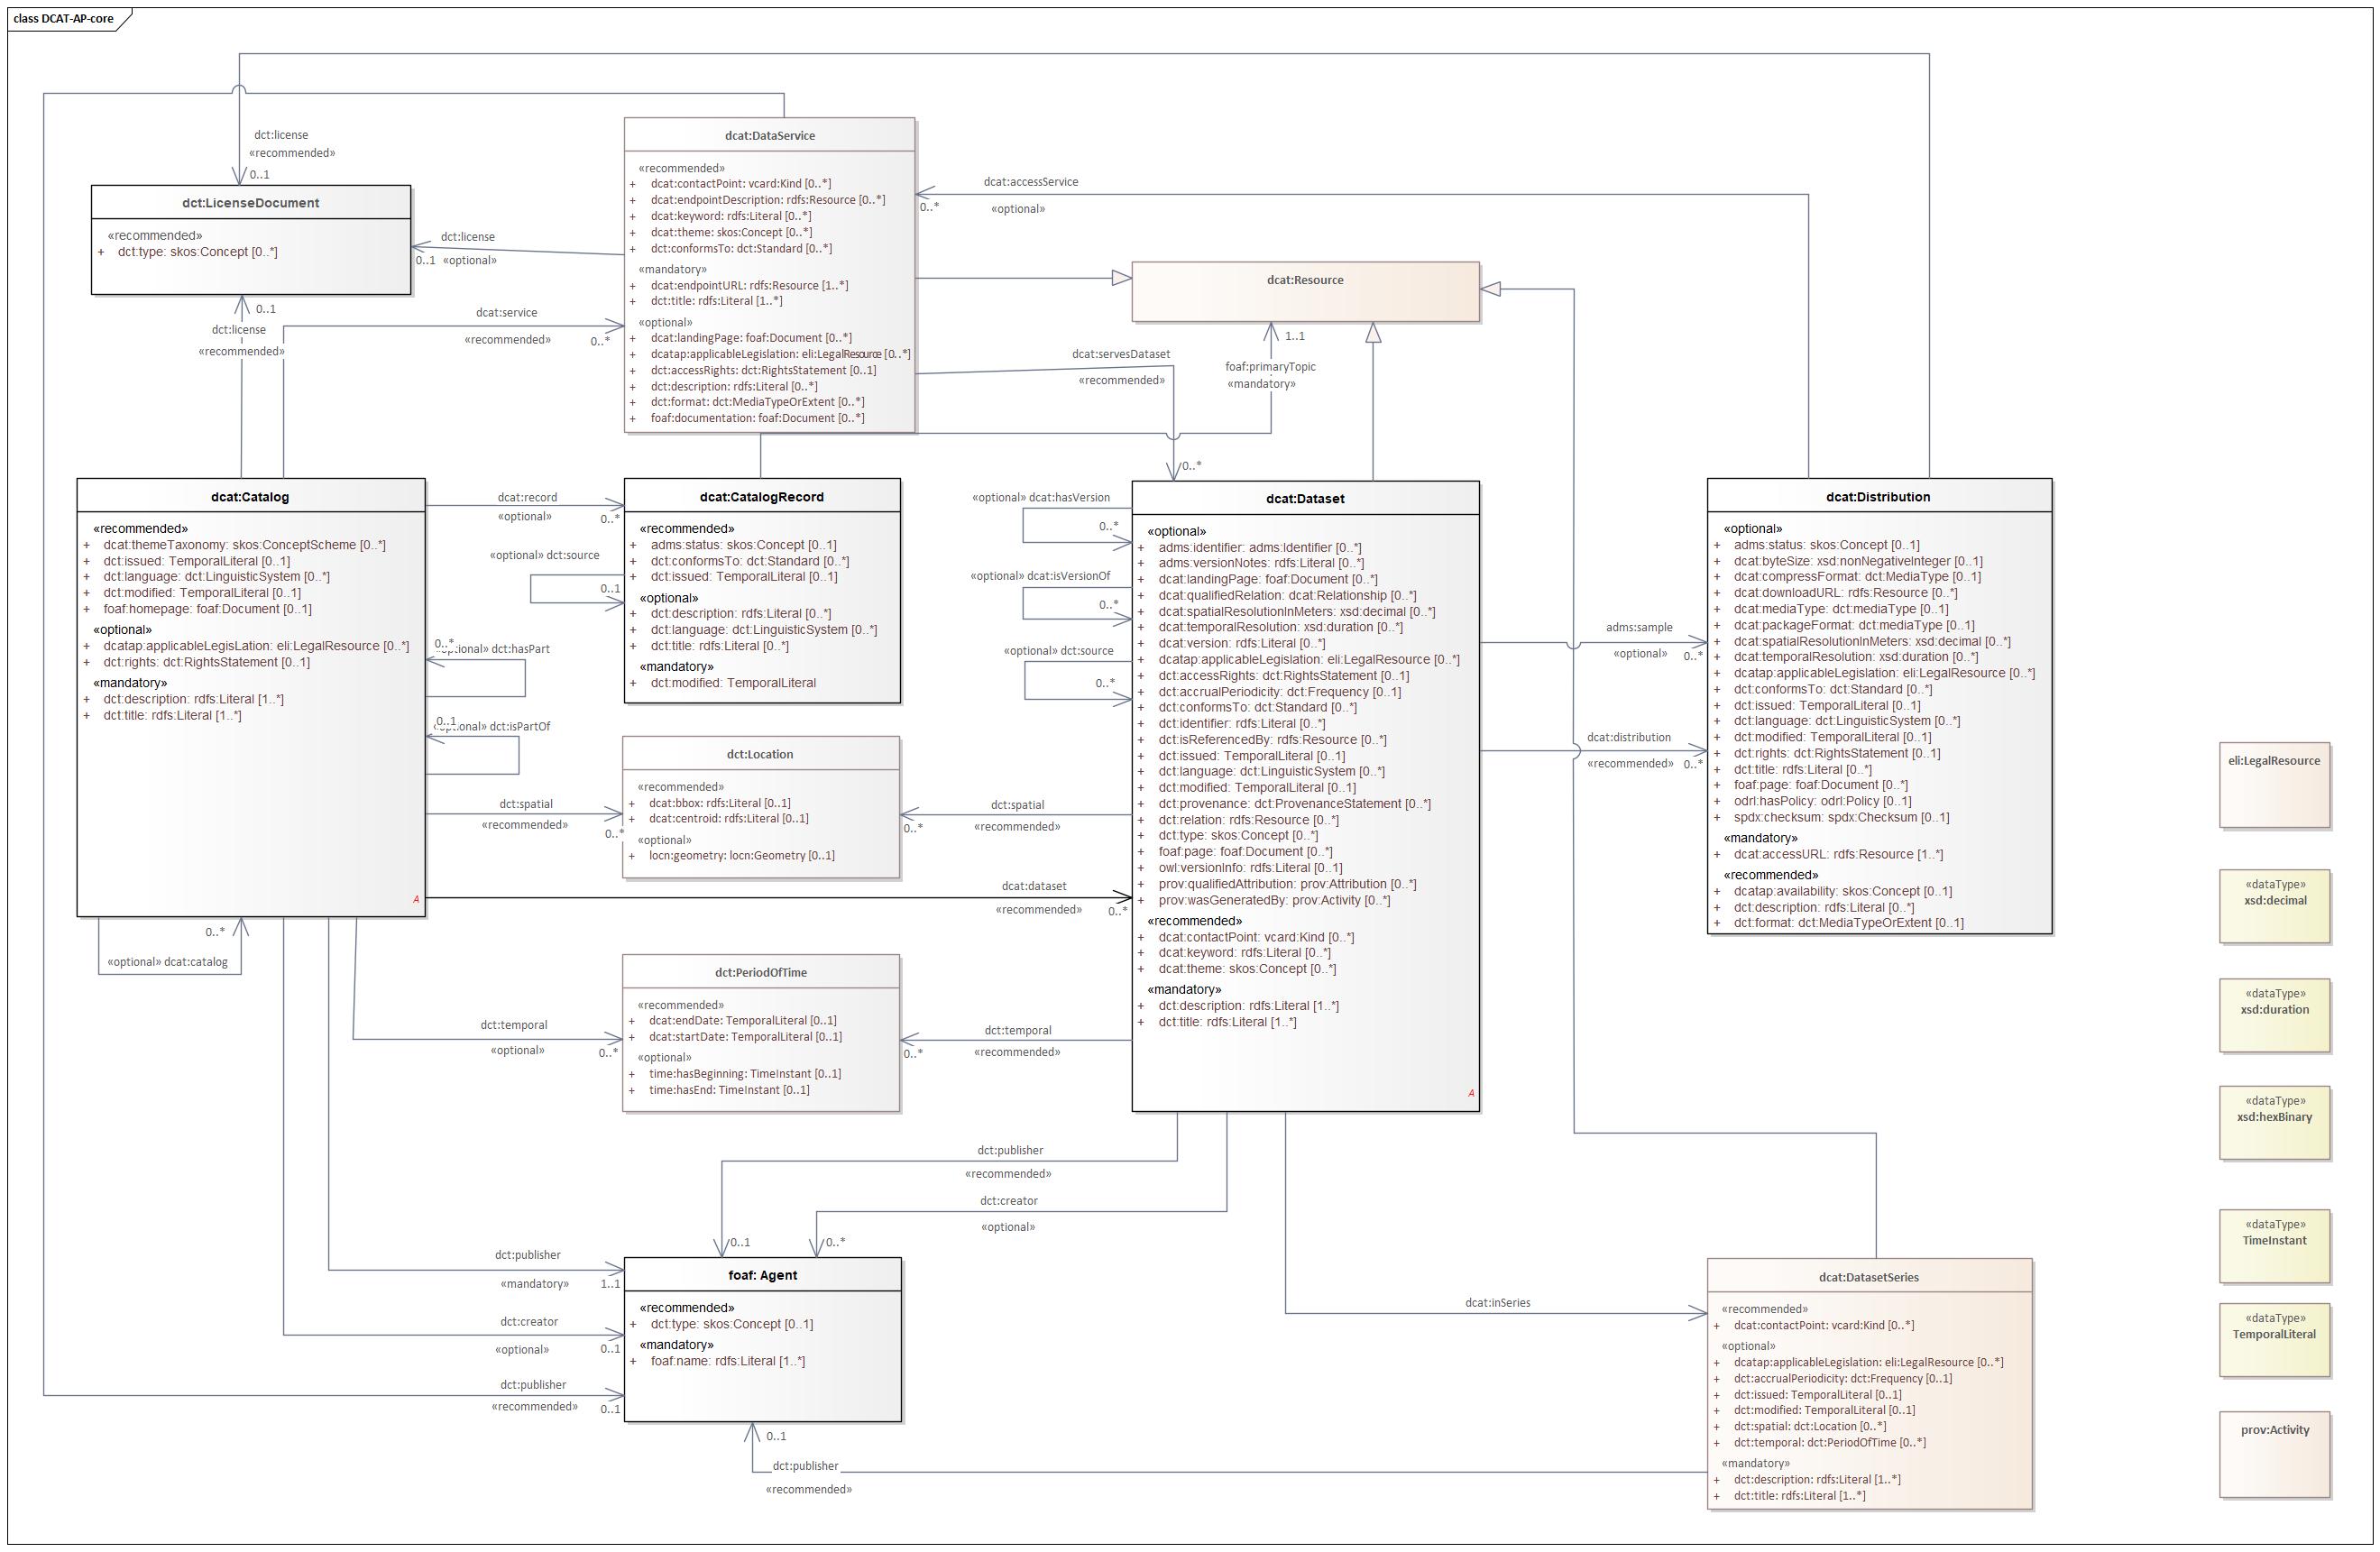 class DCAT-AP-core
dct:license
«recommended»
0..1
dct:LicenseDocument
«recommended»
+ dct:type: skos:Concept [0..*]
dct:license
0..1 «optional»
0..1
dct:license
«recommended»
dcat:service
«recommended»
0..*
dcat:DataService
«recommended»
+ dcat:contactPoint: vcard:Kind [0..*]
+ dcat:endpointDescription: rdfs:Resource [0..*]
+ dcat:keyword: rdfs:Literal [0..*]
+ dcat:theme: skos:Concept [0..*]
+ dct:conformsTo: dct:Standard [0..*]
«mandatory»
+ dcat:endpointURL: rdfs:Resource [1..*]
+ dct:title: rdfs:Literal [1..*]
«optional»
+ dcat:landingPage: foaf:Document [0..*]
+ dcatap:applicableLegislation: eli:LegalResource [0..*]
+ dct:accessRights: dct:RightsStatement [0..1]
+ dct:description: rdfs:Literal [0..*]
+ dct:format: dct:MediaTypeOrExtent [0..*]
+ foaf:documentation: foaf:Document [0..*]
dcat:accessService
0..*
«optional»
dcat:Resource
dcat:servesDataset
«recommended»
0..*
1..1
foaf:primaryTopic
«mandatory»
dcat:Catalog
«recommended»
+ dcat:themeTaxonomy: skos:ConceptScheme [0..*]
+ dct:issued: TemporalLiteral [0..1]
+ dct:language: dct:LinguisticSystem [0..*]
+ dct:modified: TemporalLiteral [0..1]
+ foaf:homepage: foaf:Document [0..1]
«optional»
+ dcatap:applicableLegisLation: eli:LegalResource [0..*]
+ dct:rights: dct:RightsStatement [0..1]
«mandatory»
+ dct:description: rdfs:Literal [1..*]
+ dct:title: rdfs:Literal [1..*]
A
dcat:record
«optional»
0..*
«optional» dct:source
0..1
0..*
dct:hasPart
0..1
dct:isPartOf
dct:spatial
«recommended»
0..*
0..*
«optional» dcat:catalog
dct:temporal
«optional»
0..*
dcat:CatalogRecord
«recommended»
+ adms:status: skos:Concept [0..1]
+ dct:conformsTo: dct:Standard [0..*]
+ dct:issued: TemporalLiteral [0..1]
«optional»
+ dct:description: rdfs:Literal [0..*]
+ dct:language: dct:LinguisticSystem [0..*]
+ dct:title: rdfs:Literal [0..*]
«mandatory»
+ dct:modified: TemporalLiteral
dct:Location
«recommended»
+ dcat:bbox: rdfs:Literal [0..1]
+ dcat:centroid: rdfs:Literal [0..1]
«optional»
+ locn:geometry: locn:Geometry [0..1]
dct:PeriodOfTime
«recommended»
+ dcat:endDate: TemporalLiteral [0..1]
+ dcat:startDate: TemporalLiteral [0..1]
«optional»
+ time:hasBeginning: TimeInstant [0..1]
+ time:hasEnd: TimeInstant [0..1]
«optional» dcat:hasVersion
0..*
«optional» dcat:isVersionOf
0..*
«optional» dct:source
0..*
dct:spatial
0..*
«recommended»
dcat:dataset
«recommended»
0..*
dct:temporal
0..*
«recommended»
dcat:Dataset
«optional»
+ adms:identifier: adms:Identifier [0..*]
+ adms:versionNotes: rdfs:Literal [0..*]
+ dcat:landingPage: foaf:Document [0..*]
+ dcat:qualifiedRelation: dcat:Relationship [0..*]
+ dcat:spatialResolutionInMeters: xsd:decimal [0..*]
+ dcat:temporalResolution: xsd:duration [0..*]
+ dcat:version: rdfs:Literal [0..*]
+ dcatap:applicableLegislation: eli:LegalResource [0..*]
+ dct:accessRights: dct:RightsStatement [0..1]
+ dct:accrualPeriodicity: dct:Frequency [0..1]
+ dct:conformsTo: dct:Standard [0..*]
+ dct:identifier: rdfs:Literal [0..*]
+ dct:isReferencedBy: rdfs:Resource [0..*]
+ dct:issued: TemporalLiteral [0..1]
+ dct:language: dct:LinguisticSystem [0..*]
+ dct:modified: TemporalLiteral [0..1]
+ dct:provenance: dct:ProvenanceStatement [0..*]
+ dct:relation: rdfs:Resource [0..*]
+ dct:type: skos:Concept [0..*]
+ foaf:page: foaf:Document [0..*]
+ owl:versionInfo: rdfs:Literal [0..1]
+ prov:qualifiedAttribution: prov:Attribution [0..*]
+ prov:wasGeneratedBy: prov:Activity [0..*]
«recommended»
+ dcat:contactPoint: vcard:Kind [0..*]
+ dcat:keyword: rdfs:Literal [0..*]
+ dcat:theme: skos:Concept [0..*]
«mandatory»
+ dct:description: rdfs:Literal [1..*]
+ dct:title: rdfs:Literal [1..*]
A
adms:sample
«optional»
0..*
dcat:distribution
«recommended»
0..*
dcat:Distribution
«optional»
+ adms:status: skos:Concept [0..1]
+ dcat:byteSize: xsd:nonNegativeInteger [0..1]
+ dcat:compressFormat: dct:MediaType [0..1]
+ dcat:downloadURL: rdfs:Resource [0..*]
+ dcat:mediaType: dct:mediaType [0..1]
+ dcat:packageFormat: dct:mediaType [0..1]
+ dcat:spatialResolutionInMeters: xsd:decimal [0..*]
+ dcat:temporalResolution: xsd:duration [0..*]
+ dcatap:applicableLegislation: eli:LegalResource [0..*]
+ dct:conformsTo: dct:Standard [0..*]
+ dct:issued: TemporalLiteral [0..1]
+ dct:language: dct:LinguisticSystem [0..*]
+ dct:modified: TemporalLiteral [0..1]
+ dct:rights: dct:RightsStatement [0..1]
+ dct:title: rdfs:Literal [0..*]
+ foaf:page: foaf:Document [0..*]
+ odrl:hasPolicy: odrl:Policy [0..1]
+ spdx:checksum: spdx:Checksum [0..1]
«mandatory»
+ dcat:accessURL: rdfs:Resource [1..*]
«recommended»
+ dcatap:availability: skos:Concept [0..1]
+ dct:description: rdfs:Literal [0..*]
+ dct:format: dct:MediaTypeOrExtent [0..1]
eli:LegalResource
«dataType»
xsd:decimal
«dataType»
xsd:duration
«dataType»
xsd:hexBinary
«dataType»
TimeInstant
«dataType»
TemporalLiteral
prov:Activity
dct:publisher
«recommended»
0..1
dct:creator
«optional»
0..*
dct:publisher
«mandatory»
1..1
dct:creator
«optional»
0..1
dct:publisher
«recommended»
0..1
foaf: Agent
«recommended»
+ dct:type: skos:Concept [0..1]
«mandatory»
+ foaf:name: rdfs:Literal [1..*]
0..1
dct:publisher
«recommended»
dcat:inSeries
dcat:DatasetSeries
«recommended»
+ dcat:contactPoint: vcard:Kind [0..*]
«optional»
+ dcatap:applicableLegislation: eli:LegalResource [0..*]
+ dct:accrualPeriodicity: dct:Frequency [0..1]
+ dct:issued: TemporalLiteral [0..1]
+ dct:modified: TemporalLiteral [0..1]
+ dct:spatial: dct:Location [0..*]
+ dct:temporal: dct:PeriodOfTime [0..*]
«mandatory»
+ dct:description: rdfs:Literal [1..*]
+ dct:title: rdfs:Literal [1..*]